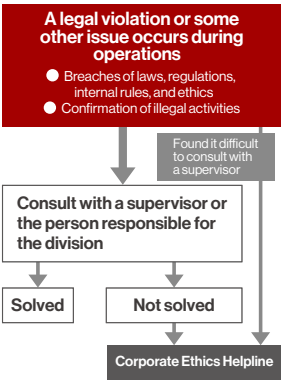 A legal violation or some
other issue occurs during
operations
● Breaches of laws, regulations,
internal rules, and ethics
● Confirmation of illegal activities
Found it difficult
to consult with
a supervisor
Consult with a supervisor or
the person responsible for
the division
Solved
Not solved
Corporate Ethics Helpline